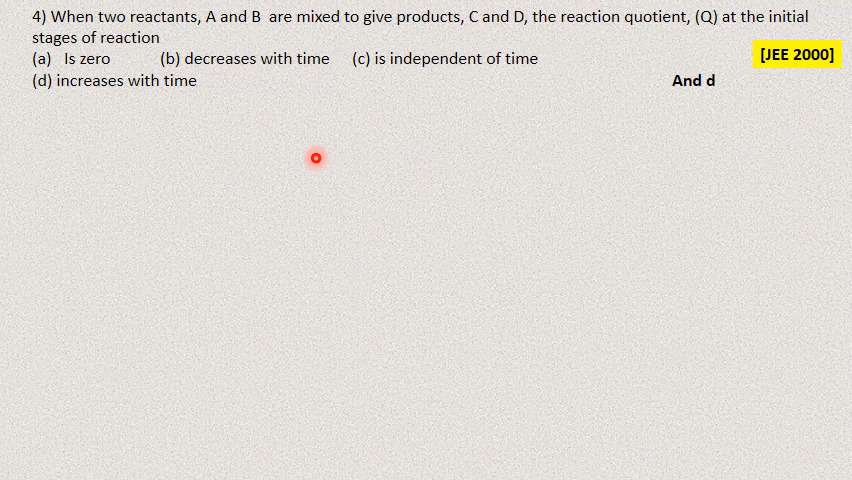 4) When two reactants, A and B  are mixed to give products, C and D, the reaction quotient, (Q) at the initial
stages of reaction
[JEE 2000]
(a)   Is zero          (b) decreases with time    (c) is independent of time
(d) increases with time          And d